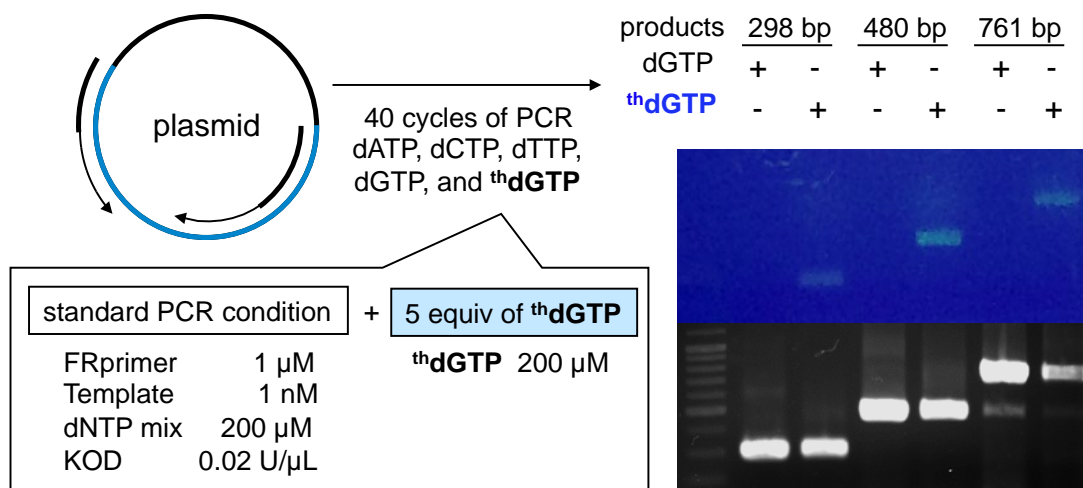 products 298 bp 480 bp 761 bp
dGTP + - + - + -
thdGTP - + - + - +
plasmid
40 cycles of PCR
dATP, dCTP, dTTP,
dGTP, and thdGTP
standard PCR condition + 5 equiv of thdGTP
FRprimer 1 µM
Template 1 nM
dNTP mix 200 µM
KOD 0.02 U/µL
thdGTP 200 µM